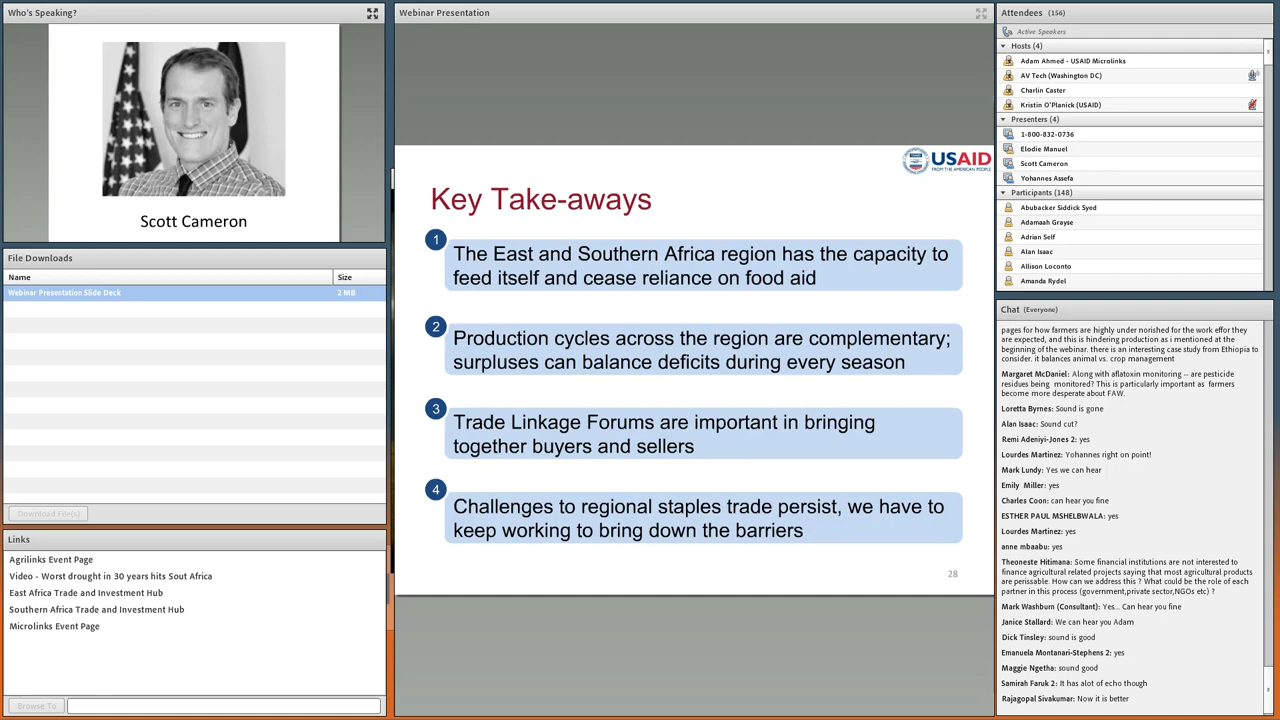 Who's Speaking?
Scott Cameron
File Downloads
Name Size
Webinar Presentation Slide Deck 2 MB
Download File(s)
Links
Agrilinks Event Page
Video - Worst drought in 30 years hits Sout Africa
East Africa Trade and Investment Hub
Southern Africa Trade and Investment Hub
Microlinks Event Page
Browse To
Webinar Presentation
USAID
FROM THE AMERICAN PEOPLE
Key Take-aways
1
The East and Southern Africa region has the capacity to
feed itself and cease reliance on food aid
2
Production cycles across the region are complementary;
surpluses can balance deficits during every season
3
Trade Linkage Forums are important in bringing
together buyers and sellers
4
Challenges to regional staples trade persist, we have to
keep working to bring down the barriers
28
Attendees (156)
Active Speakers
Hosts (4)
Adam Ahmed - USAID Microlinks
AV Tech (Washington DC)
Charlin Caster
Kristin O'Planick (USAID)
Presenters (4)
1-800-832-0736
Elodie Manuel
Scott Cameron
Yohannes Assefa
Participants (148)
Abubacker Siddick Syed
Adamaah Grayse
Adrian Self
Alan Isaac
Allison Loconto
Amanda Rydel
Chat (Everyone)
pages for how farmers are highly under norished for the work effor they
are expected, and this is hindering production as i mentioned at the
beginning of the webinar. there is an interesting case study from Ethiopia to
consider. it balances animal vs. crop management
Margaret McDaniel: Along with aflatoxin monitoring -- are pesticide
residues being monitored? This is particularly important as farmers
become more desperate about FAW.
Loretta Byrnes: Sound is gone
Alan Isaac: Sound cut?
Remi Adeniyi-Jones 2: yes
Lourdes Martinez: Yohannes right on point!
Mark Lundy: Yes we can hear
Emily Miller: yes
Charles Coon: can hear you fine
ESTHER PAUL MSHELBWALA: yes
Lourdes Martinez: yes
anne mbaabu: yes
Theoneste Hitimana: Some financial institutions are not interested to
finance agricultural related projects saying that most agricultural products
are perissable. How can we address this ? What could be the role of each
partner in this process (government,private sector,NGOs etc) ?
Mark Washburn (Consultant): Yes... Can hear you fine
Janice Stallard: We can hear you Adam
Dick Tinsley: sound is good
Emanuela Montanari-Stephens 2: yes
Maggie Ngetha: sound good
Samirah Faruk 2: It has alot of echo though
Rajagopal Sivakumar: Now it is better